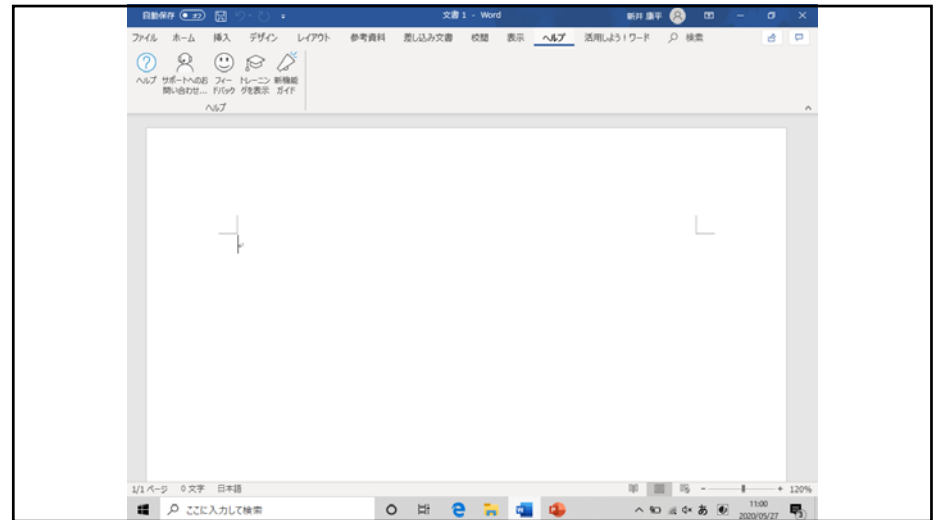 自動保存 オフ 文書1 - Word 新井 康平
ファイル ホーム 挿入 デザイン レイアウト 参考資料 差し込み文書 校閲 表示 ヘルプ 活用しよう!ワード 検索
ヘルプ サポートへのお フィー トレーニン 新機能
問い合わせ... ドバック グを表示 ガイド
ヘルプ
1/1 ページ 0 文字 日本語 120%
ここに入力して検索 あ 11:00
2020/05/27 3